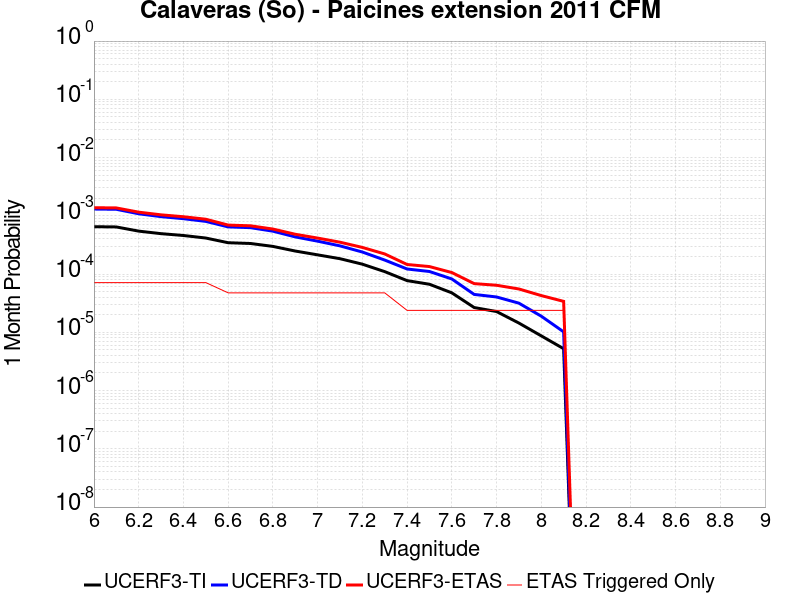 Calaveras (So) - Paicines extension 2011 CFM
10^0
10^-1
10^-2
10^-3
10^-4
10^-5
10^-6
10^-7
10^-8
1 Month Probability
6 6.2 6.4 6.6 6.8 7 7.2 7.4 7.6 7.8 8 8.2 8.4 8.6 8.8 9
Magnitude
UCERF3-TI UCERF3-TD UCERF3-ETAS ETAS Triggered Only